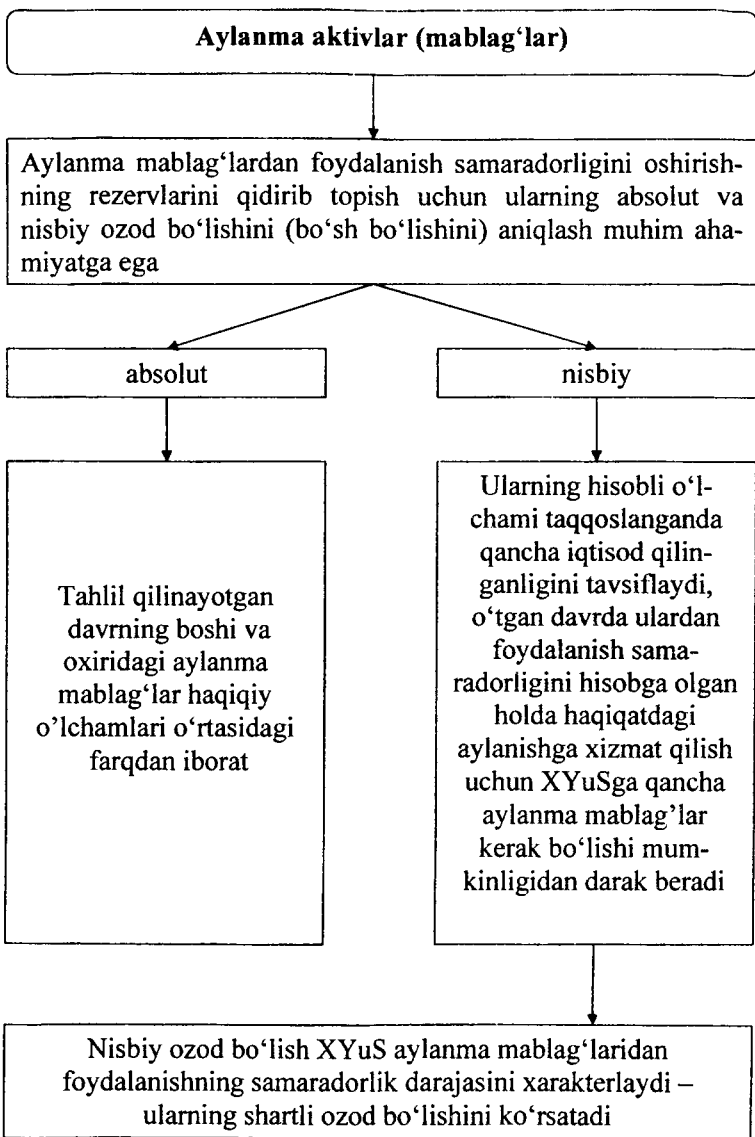 Aylanma aktivlar (mablag‘lar)
Aylanma mablag‘lardan foydalanish samaradorligini oshirish-
ning rezervlarini qidirib topish uchun ularning absolut va
nisbiy ozod bo‘lishini (bo‘sh bo‘lishini) aniqlash muhim aha-
miyatga ega
absolut
nisbiy
Tahlil qilinayotgan
davrning boshi va
oxiridagi aylanma
mablag‘lar haqiqiy
o’lchamlari o‘rtasidagi
farqdan iborat
Ularning hisobli o‘l-
chami taqqoslanganda
qancha iqtisod qilin-
ganligini tavsiflaydi,
o‘tgan davrda ulardan
foydalanish sama-
radorligini hisobga olgan
holda haqiqatdagi
aylanishga xizmat qilish
uchun XYuSga qancha
aylanma mablag’lar
kerak bo‘lishi mum-
kinligidan darak beradi
Nisbiy ozod bo‘lish XYuS aylanma mablag‘laridan
foydalanishning samaradorlik darajasini xarakterlaydi –
ularning shartli ozod bo‘lishini ko‘rsatadi